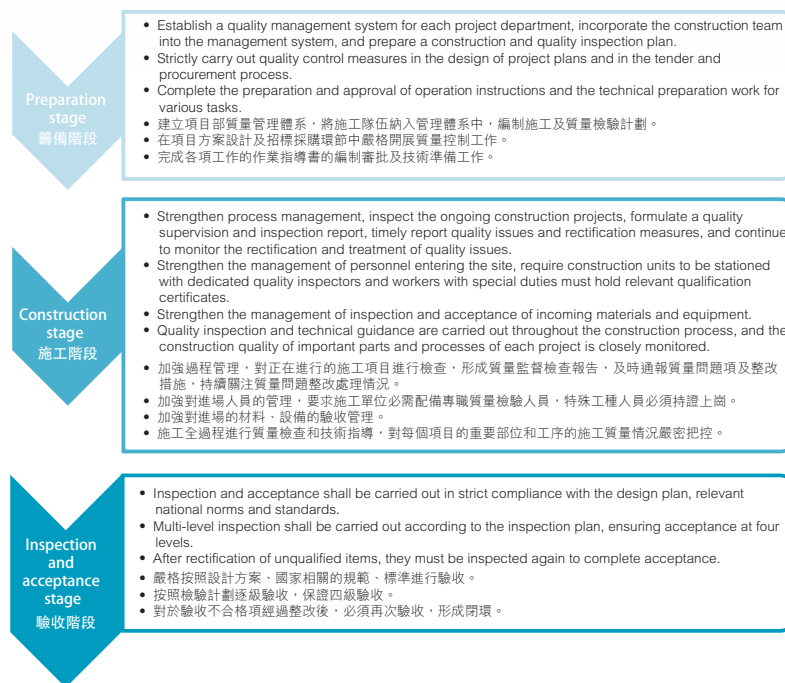 Preparation
stage
籌備階段
• Establish a quality management system for each project department, incorporate the construction team
into the management system, and prepare a construction and quality inspection plan.
• Strictly carry out quality control measures in the design of project plans and in the tender and
procurement process.
• Complete the preparation and approval of operation instructions and the technical preparation work for
various tasks.
• 建立項目部質量管理體系，將施工隊伍納入管理體系中，編制施工及質量檢驗計劃。
• 在項目方案設計及招標採購環節中嚴格開展質量控制工作。
• 完成各項工作的作業指導書的編制審批及技術準備工作。
Construction
stage
施工階段
• Strengthen process management, inspect the ongoing construction projects, formulate a quality
supervision and inspection report, timely report quality issues and rectification measures, and continue
to monitor the rectification and treatment of quality issues.
• Strengthen the management of personnel entering the site, require construction units to be stationed
with dedicated quality inspectors and workers with special duties must hold relevant qualification
certificates.
• Strengthen the management of inspection and acceptance of incoming materials and equipment.
• Quality inspection and technical guidance are carried out throughout the construction process, and the
construction quality of important parts and processes of each project is closely monitored.
• 加強過程管理，對正在進行的施工項目進行檢查，形成質量監督檢查報告，及時通報質量問題項及整改
措施，持續關注質量問題整改處理情況。
• 加強對進場人員的管理，要求施工單位必需配備專職質量檢驗人員，特殊工種人員必須持證上崗。
• 加強對進場的材料、設備的驗收管理。
• 施工全過程進行質量檢查和技術指導，對每個項目的重要部位和工序的施工質量情況嚴密把控。
Inspection
and
acceptance
stage
驗收階段
• Inspection and acceptance shall be carried out in strict compliance with the design plan, relevant
national norms and standards.
• Multi-level inspection shall be carried out according to the inspection plan, ensuring acceptance at four
levels.
• After rectification of unqualified items, they must be inspected again to complete acceptance.
• 嚴格按照設計方案、國家相關的規範、標準進行驗收。
• 按照檢驗計劃逐級驗收，保證四級驗收。
• 對於驗收不合格項經過整改後，必須再次驗收，形成閉環。